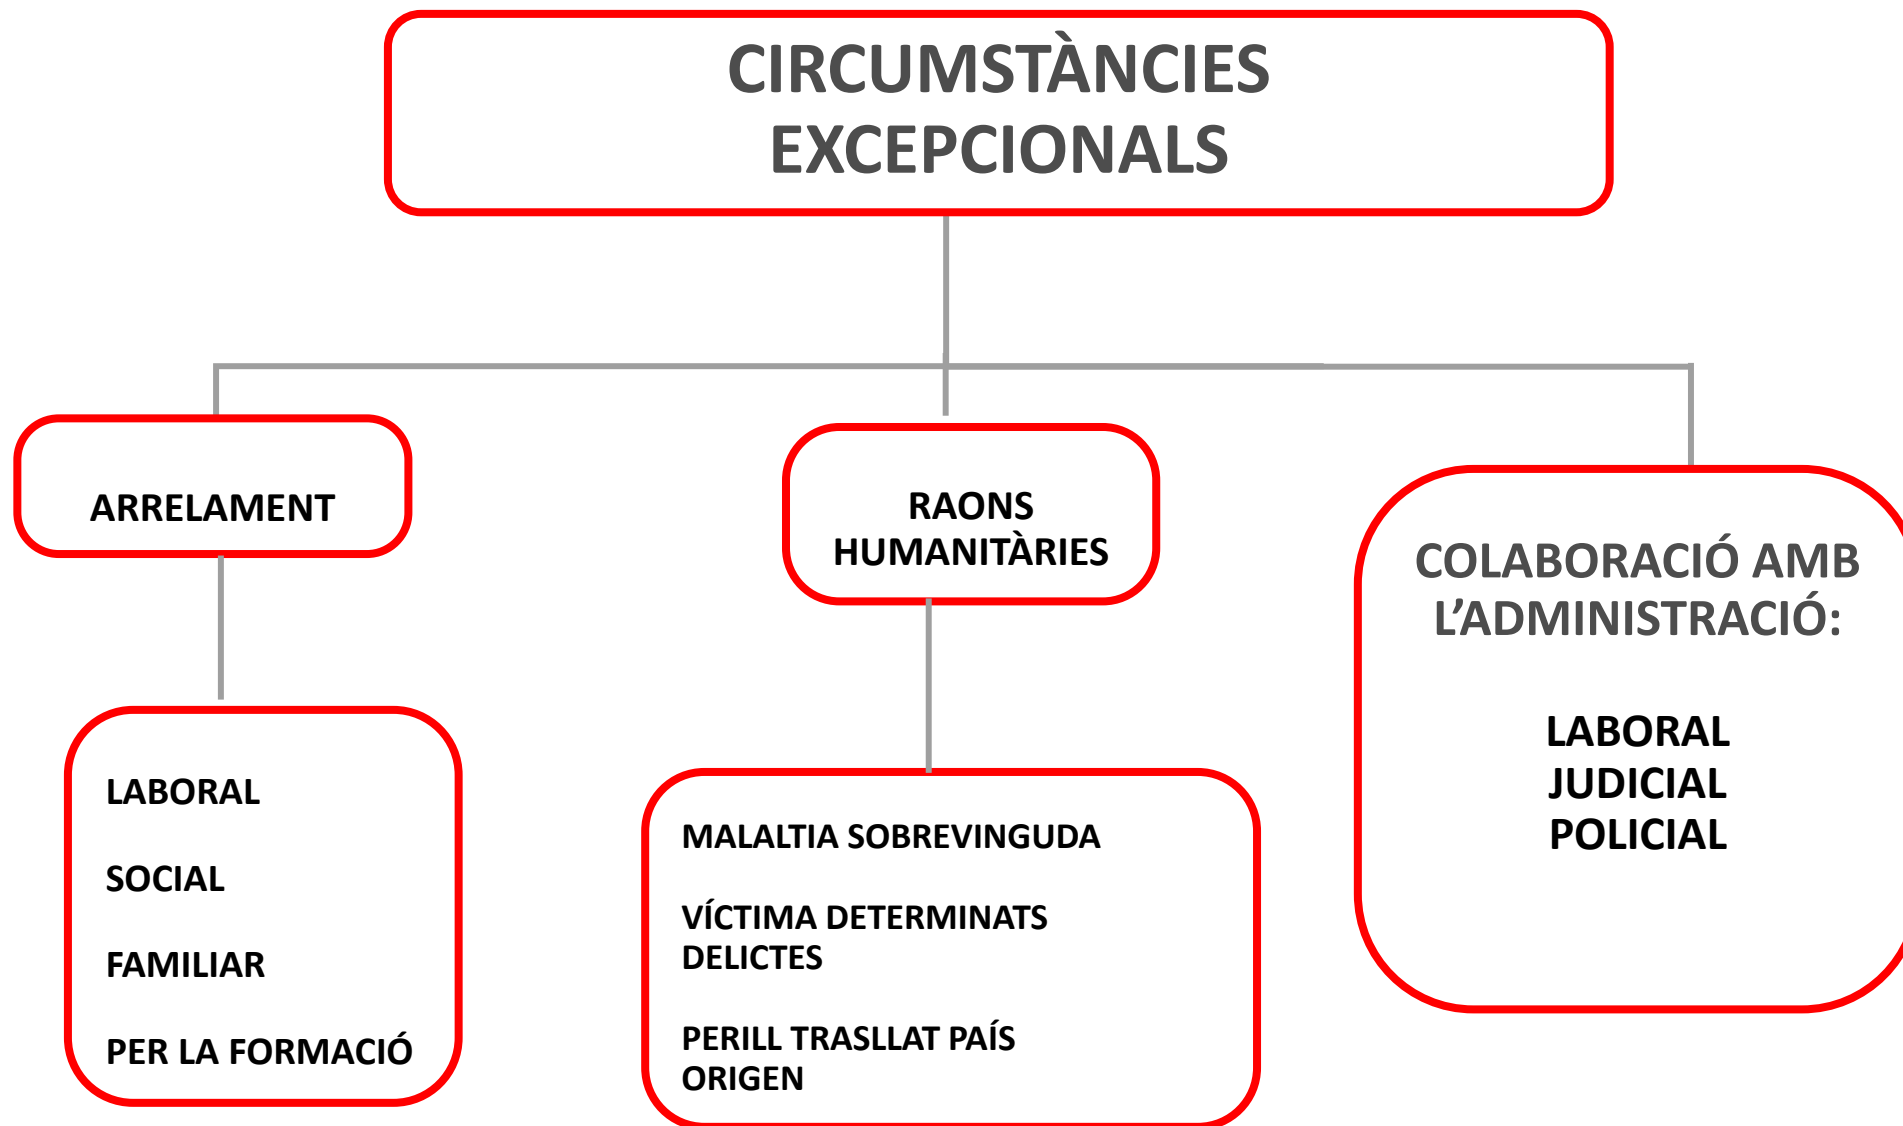 CIRCUMSTÀNCIES
EXCEPCIONALS
ARRELAMENT
LABORAL
SOCIAL
FAMILIAR
PER LA FORMACIÓ
RAONS
HUMANITÀRIES
MALALTIA SOBREVINGUDA
VÍCTIMA DETERMINATS
DELICTES
PERILL TRASLLAT PAÍS
ORIGEN
COLABORACIÓ AMB
L’ADMINISTRACIÓ:
LABORAL
JUDICIAL
POLICIAL